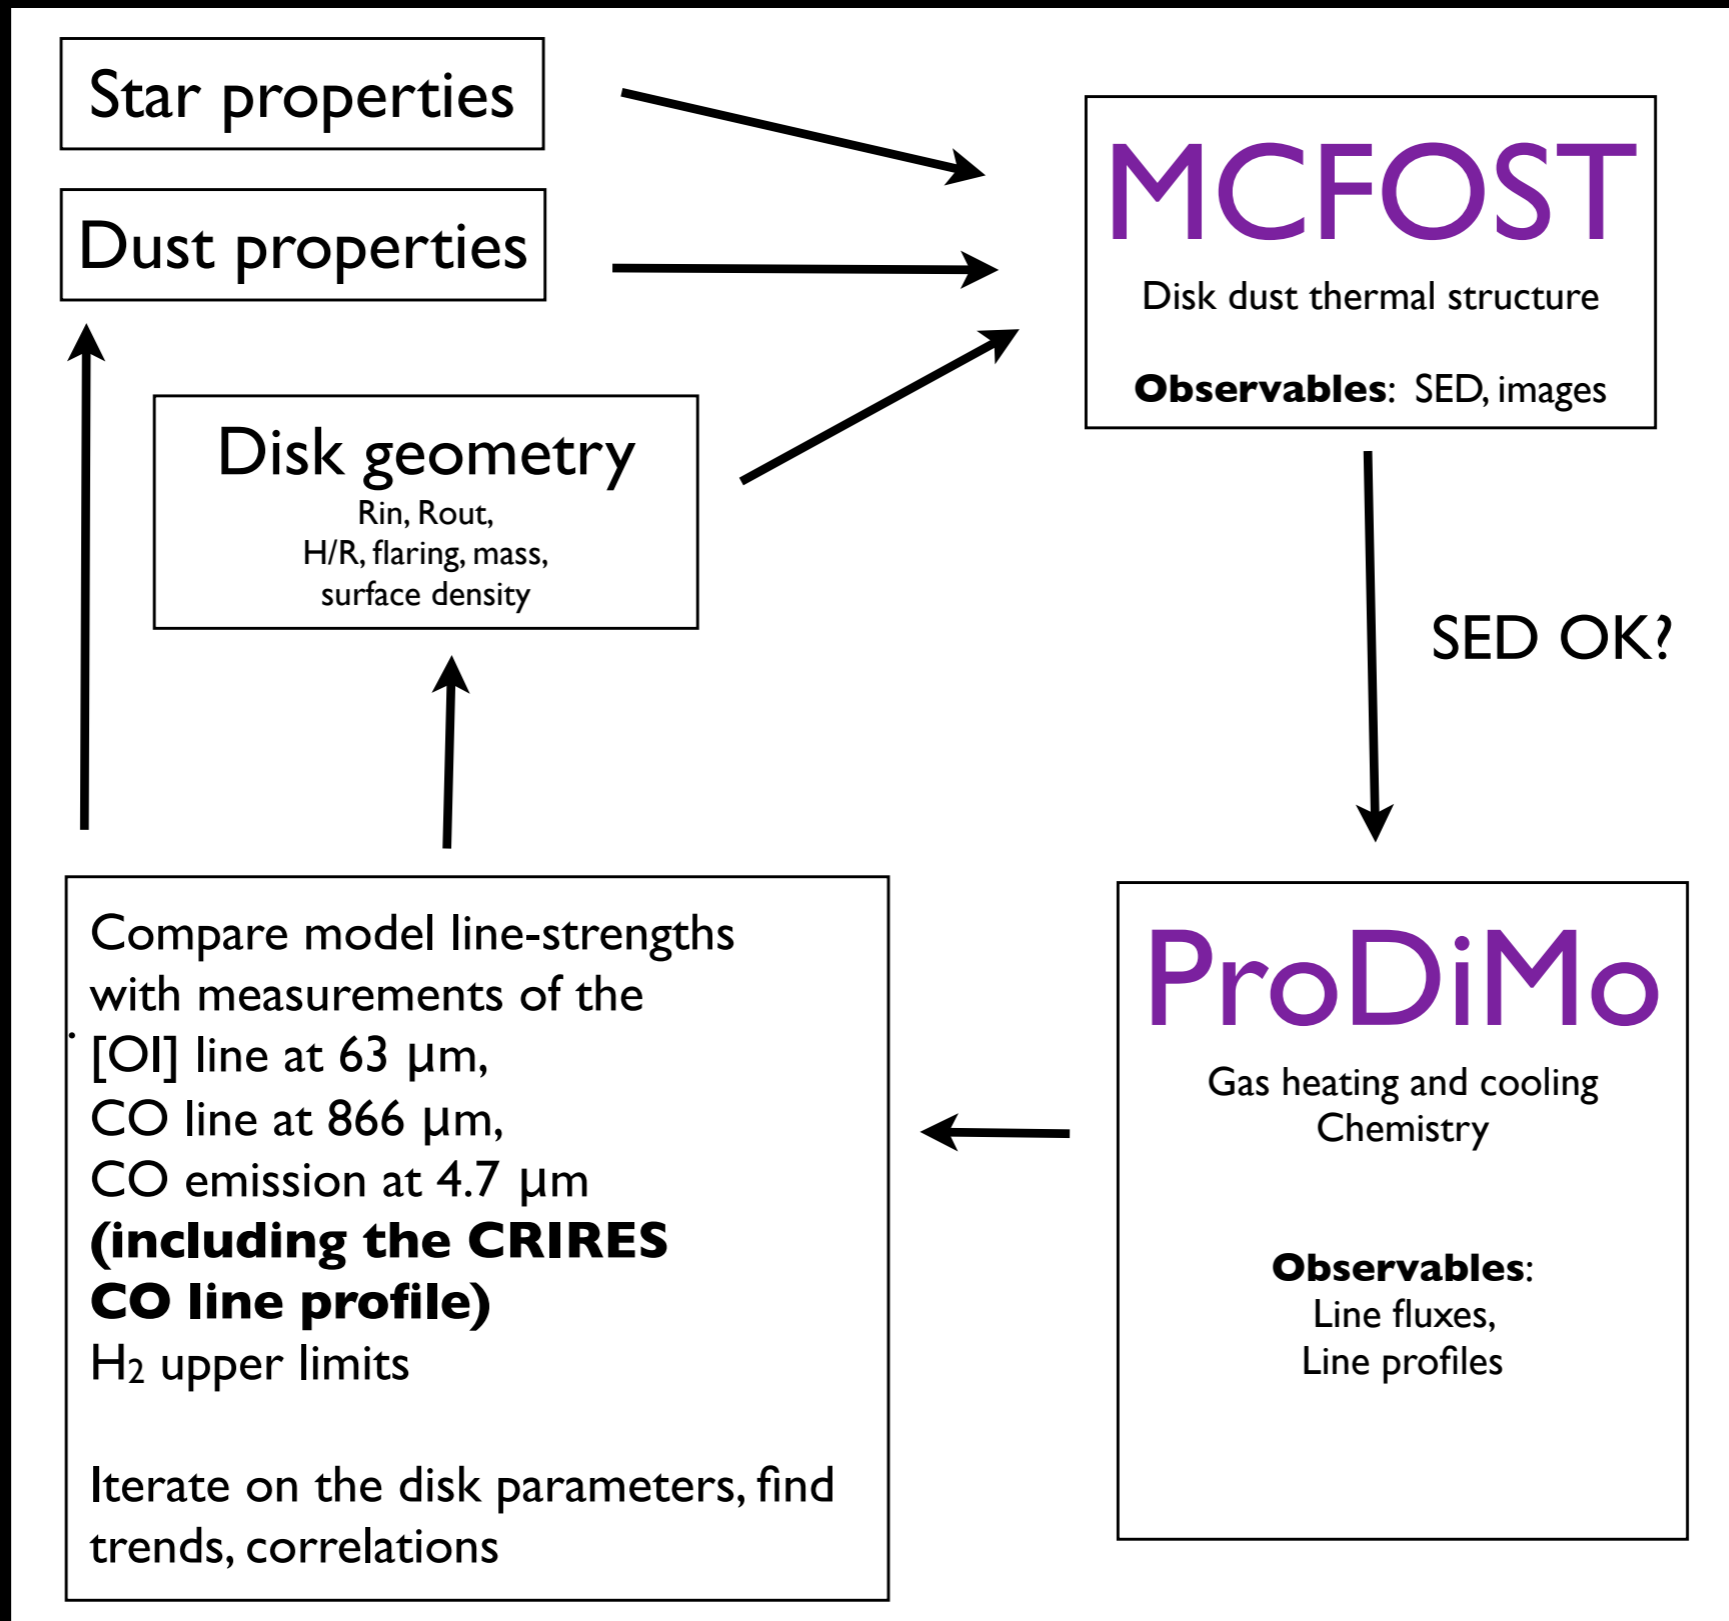 Star properties
Dust properties
Disk geometry
Rin, Rout,
H/R, flaring, mass,
surface density
MCFOST
Disk dust thermal structure
Observables: SED, images
SED OK?
ProDiMo
Gas heating and cooling
Chemistry
Observables:
Line fluxes,
Line profiles
Compare model line-strengths
with measurements of the
[OI] line at 63 µm,
CO line at 866 µm,
CO emission at 4.7 µm
(including the CRIRES
CO line profile)
H₂ upper limits
Iterate on the disk parameters, find
trends, correlations